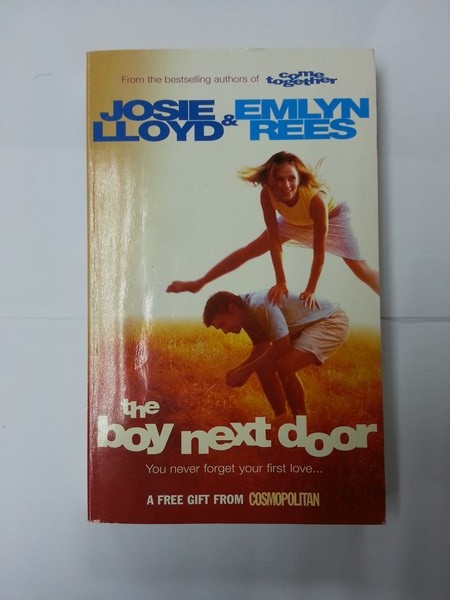 From the bestselling authors of come together
JOSIE & EMLYN
LLOYD REES
the
boy next door
You never forget your first love...
A FREE GIFT FROM COSMOPOLITAN